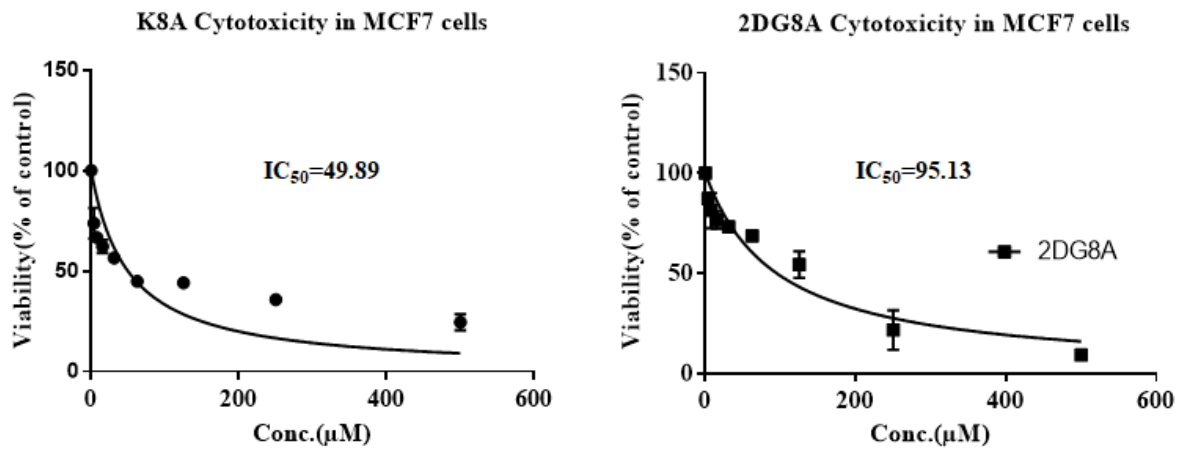 K8A Cytotoxicity in MCF7 cells
Viability(% of control)
150
100
50
0
IC50=49.89
0 200 400 600
Conc.(µM)
2DG8A Cytotoxicity in MCF7 cells
Viability(% of control)
150
100
50
0
IC50=95.13
2DG8A
0 200 400 600
Conc.(µM)